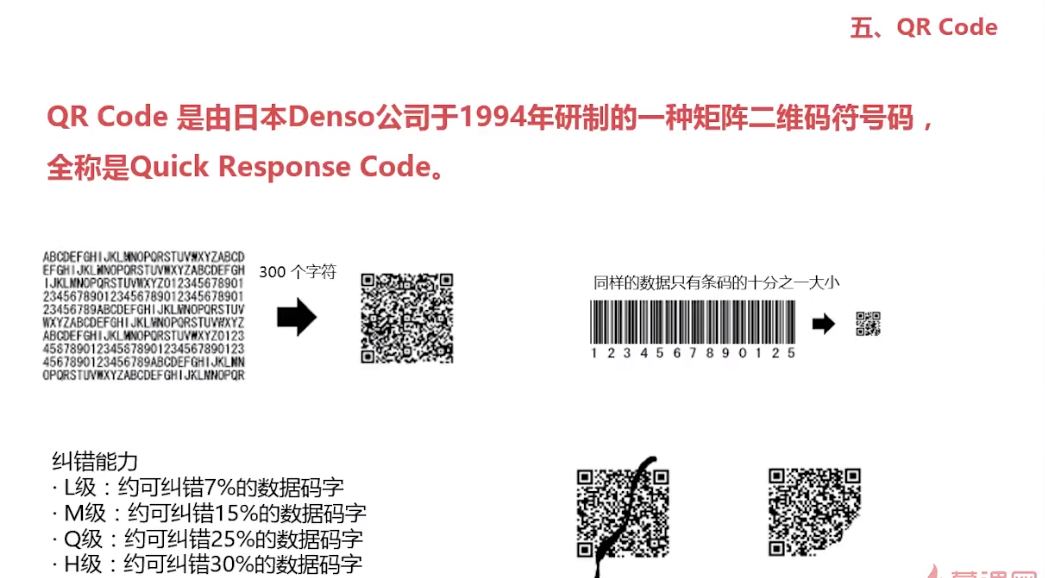 五、QR Code
QR Code 是由日本Denso公司于1994年研制的一种矩阵二维码符号码，
全称是Quick Response Code。
ABCDEFGHIJKLMNOPQRSTUVWXYZABCD
EFGHIJKLMNOPQRSTUVWXYZABCDEFGH
IJKLMNOPQRSTUVWXYZ012345678901
234567890123456789012345678901
23456789ABCDEFGHIJKLMNOPQRSTUV
WXYZABCDEFGHIJKLMNOPQRSTUVWXYZ
ABCDEFGHIJKLMNOPQRSTUVWXYZ0123
456789012345678901234567890123
4567890123456789ABCDEFGHIJKLMN
OPQRSTUVWXYZABCDEFGHIJKLMNOPQR
300 个字符
同样的数据只有条码的十分之一大小
1 2 3 4 5 6 7 8 9 0 1 2 5
纠错能力
· L级：约可纠错7%的数据码字
· M级：约可纠错15%的数据码字
· Q级：约可纠错25%的数据码字
· H级：约可纠错30%的数据码字